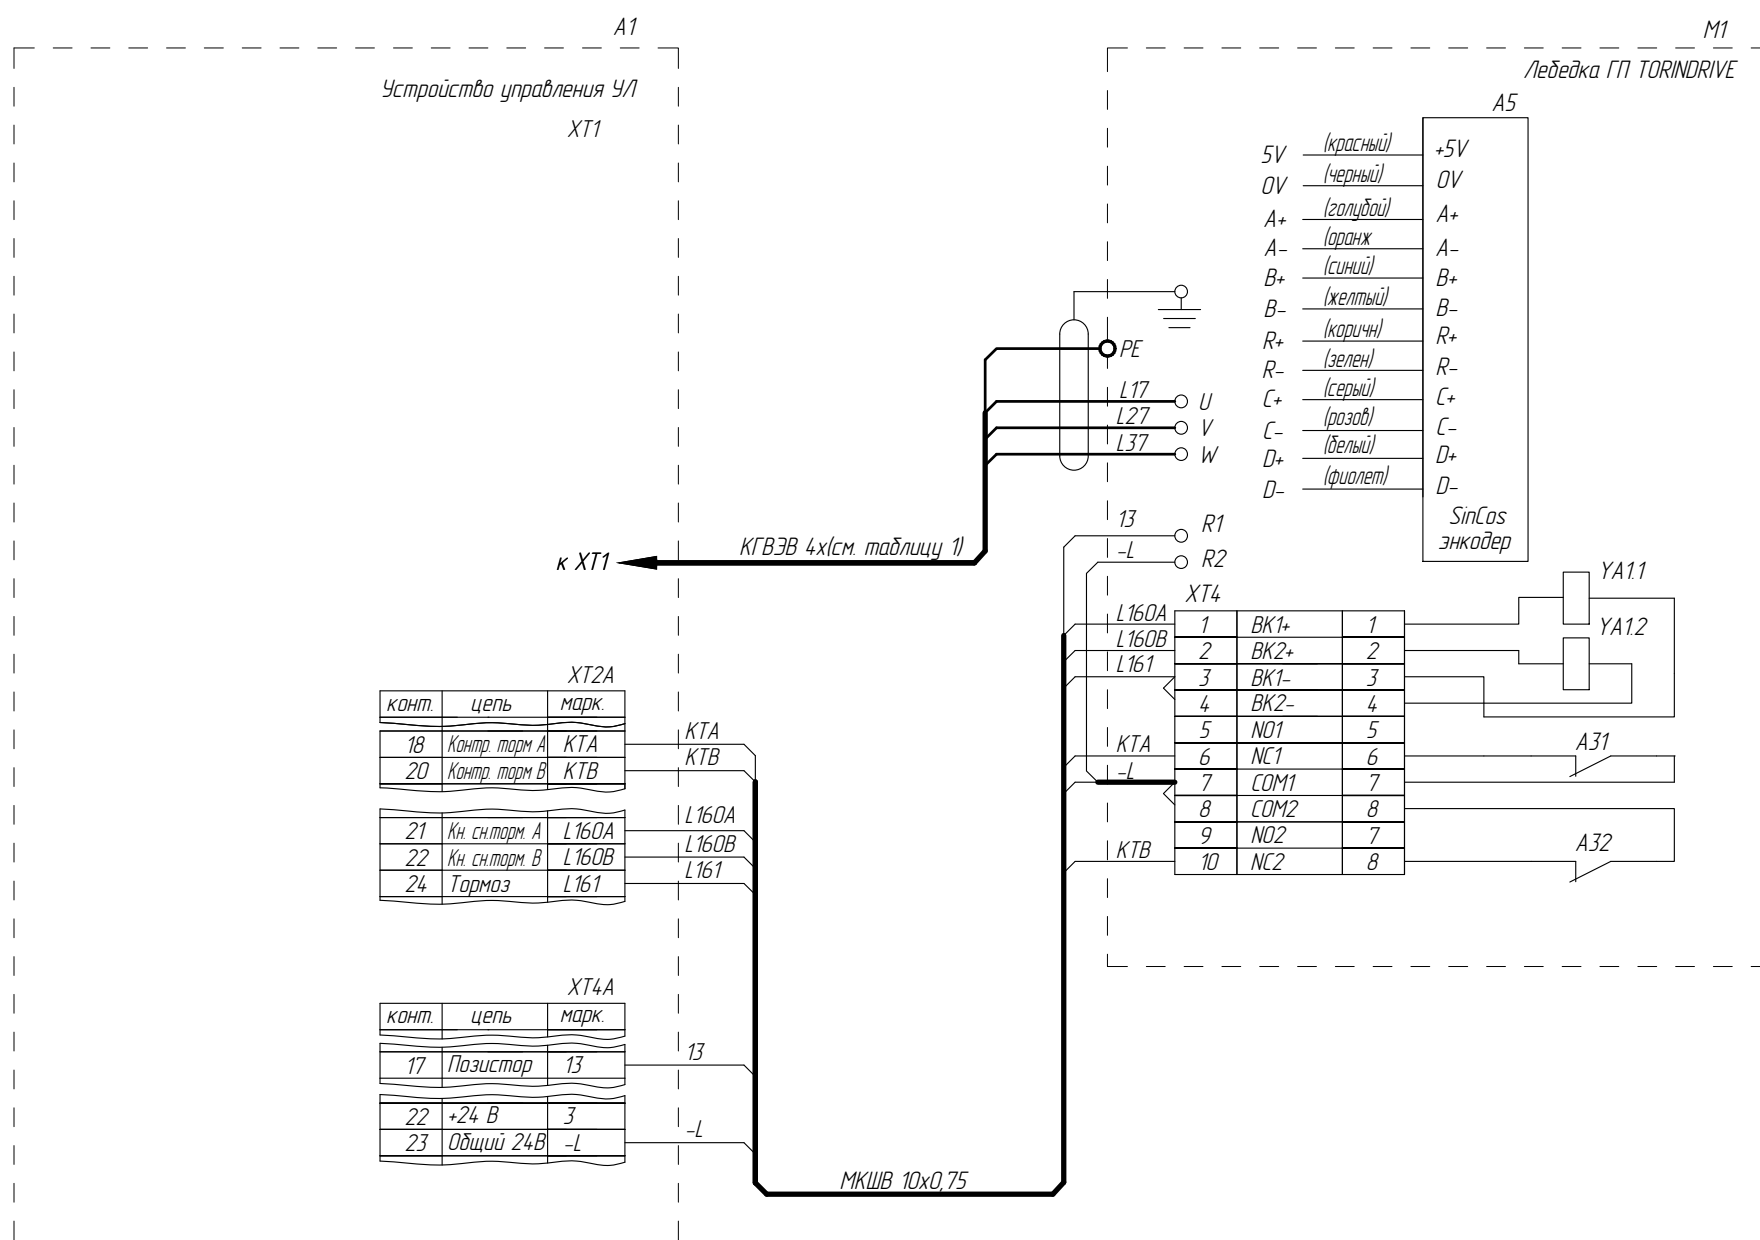 A1
Устройство управления УЛ
XT1
M1
Лебедка ГП TORINDRIVE
A5
5V (красный) +5V
0V (черный) 0V
A+ (голубой) A+
A- (оранж A-
B+ (синий) B+
B- (желтый) B-
R+ (коричн) R+
R- (зелен) R-
C+ (серый) C+
C- (розов) C-
D+ (белый) D+
D- (фиолет) D-
SinCos
энкодер
PE
L17 U
L27 V
L37 W
13 R1
-L R2
КГВЭВ 4x(см. таблицу 1)
к XT1
XT4
L160A 1 BK1+ 1
L160B 2 BK2+ 2
L161 3 BK1- 3
4 BK2- 4
5 NO1 5
KTA 6 NC1 6
-L 7 COM1 7
8 COM2 8
9 NO2 7
KTB 10 NC2 8
YA1.1
YA1.2
A31
A32
XT2A
конт. цепь марк.
18 Контр. торм А KTA KTA
20 Контр. торм В KTB KTB
21 Кн. сн.торм. А L160A L160A
22 Кн. сн.торм. В L160B L160B
24 Тормоз L161 L161
XT4A
конт. цепь марк.
17 Позистор 13 13
22 +24 В 3
23 Общий 24В -L -L
МКШВ 10x0,75